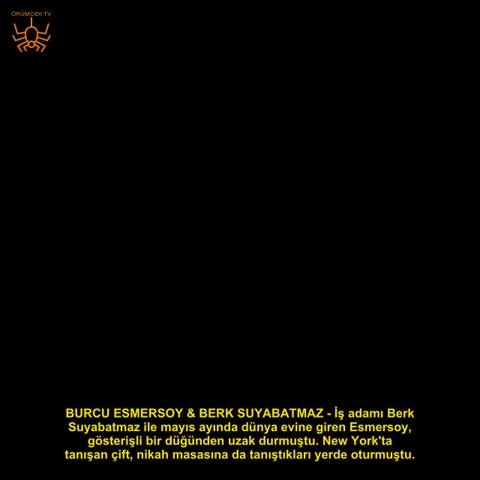 ÖRÜMCEK TV
BURCU ESMERSOY & BERK SUYABATMAZ - İş adamı Berk
Suyabatmaz ile mayıs ayında dünya evine giren Esmersoy,
gösterişli bir düğünden uzak durmuştu. New York'ta
tanışan çift, nikah masasına da tanıştıkları yerde oturmuştu.